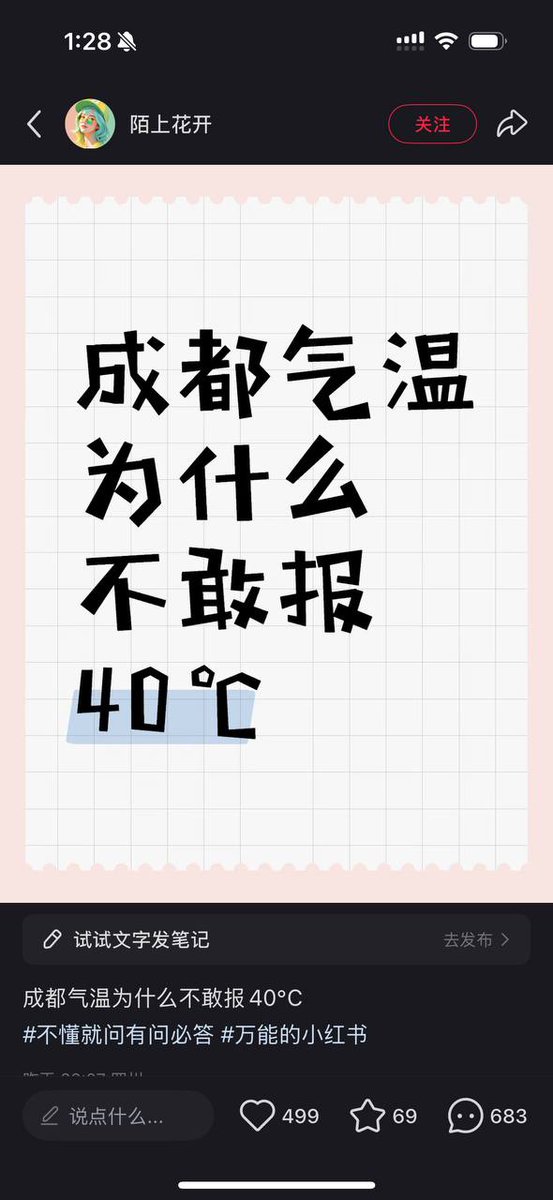 1:28
陌上花开
关注
成都气温
为什么
不敢报
40℃
试试文字发笔记
去发布
成都气温为什么不敢报40°C
#不懂就问有问必答 #万能的小红书
说点什么...
499
69
683